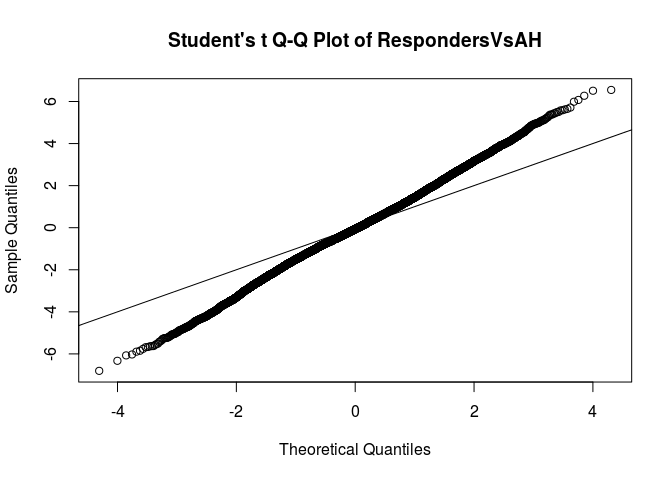 Student's t Q-Q Plot of RespondersVsAH
Sample Quantiles
6
4
2
0
-2
-4
-6
-4 -2 0 2 4
Theoretical Quantiles